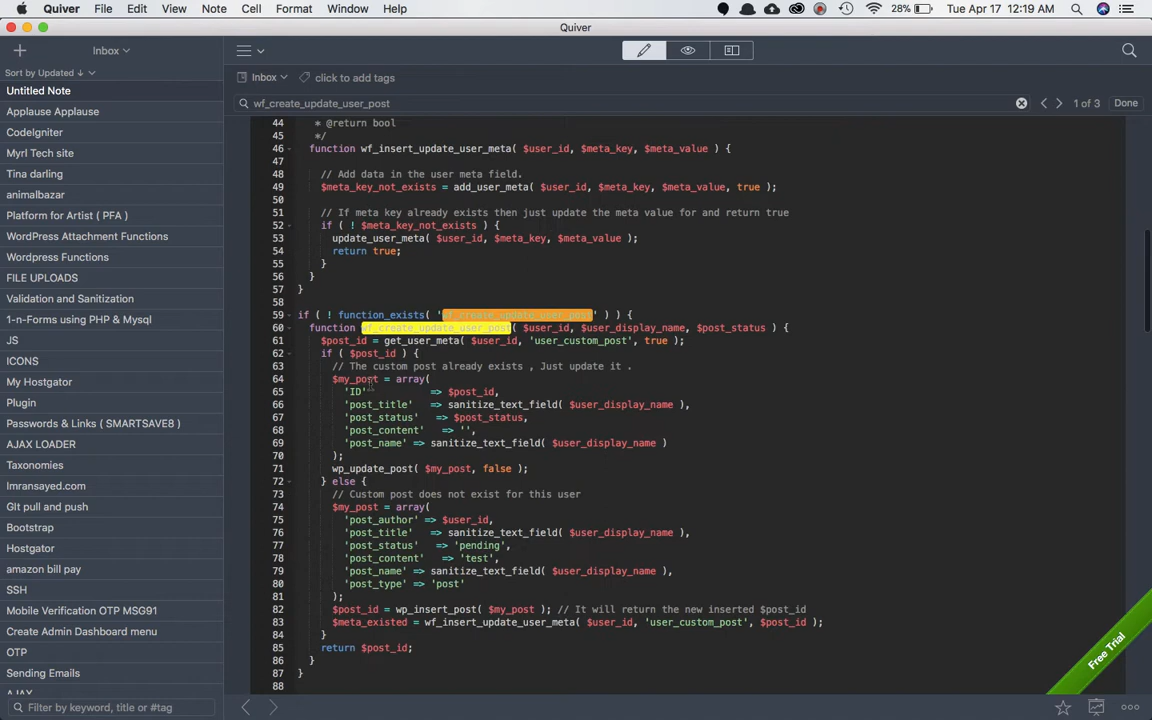 Quiver File Edit View Note Cell Format Window Help 28% Tue Apr 17 12:19 AM
Quiver
Inbox
Sort by Updated ↓
Untitled Note
Applause Applause
CodeIgniter
Myrl Tech site
Tina darling
animalbazar
Platform for Artist ( PFA )
WordPress Attachment Functions
WordPress Functions
FILE UPLOADS
Validation and Sanitization
1-n-Forms using PHP & Mysql
JS
ICONS
My Hostgator
Plugin
Passwords & Links ( SMARTSAVE8 )
AJAX LOADER
Taxonomies
Imransayed.com
GIt pull and push
Bootstrap
Hostgator
amazon bill pay
SSH
Mobile Verification OTP MSG91
Create Admin Dashboard menu
OTP
Sending Emails
AJAX
Filter by keyword, title or #tag
Inbox click to add tags
wf_create_update_user_post 1 of 3 Done
44 * @return bool
45 */
46 function wf_insert_update_user_meta( $user_id, $meta_key, $meta_value ) {
47
48 // Add data in the user meta field.
49 $meta_key_not_exists = add_user_meta( $user_id, $meta_key, $meta_value, true );
50
51 // If meta key already exists then just update the meta value for and return true
52 if ( ! $meta_key_not_exists ) {
53 update_user_meta( $user_id, $meta_key, $meta_value );
54 return true;
55 }
56 }
57 }
58
59 if ( ! function_exists( 'wf_create_update_user_post' ) ) {
60 function wf_create_update_user_post( $user_id, $user_display_name, $post_status ) {
61 $post_id = get_user_meta( $user_id, 'user_custom_post', true );
62 if ( $post_id ) {
63 // The custom post already exists , Just update it .
64 $my_post = array(
65 'ID' => $post_id,
66 'post_title' => sanitize_text_field( $user_display_name ),
67 'post_status' => $post_status,
68 'post_content' => '',
69 'post_name' => sanitize_text_field( $user_display_name )
70 );
71 wp_update_post( $my_post, false );
72 } else {
73 // Custom post does not exist for this user
74 $my_post = array(
75 'post_author' => $user_id,
76 'post_title' => sanitize_text_field( $user_display_name ),
77 'post_status' => 'pending',
78 'post_content' => 'test',
79 'post_name' => sanitize_text_field( $user_display_name ),
80 'post_type' => 'post'
81 );
82 $post_id = wp_insert_post( $my_post ); // It will return the new inserted $post_id
83 $meta_existed = wf_insert_update_user_meta( $user_id, 'user_custom_post', $post_id );
84 }
85 return $post_id;
86 }
87 }
88
Free Trial